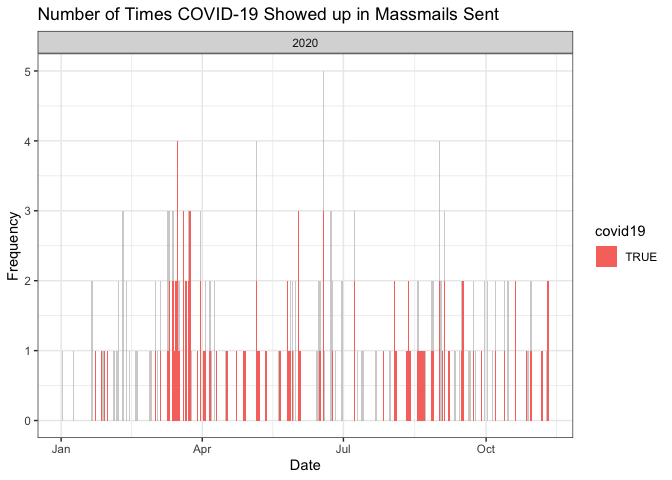 Number of Times COVID-19 Showed up in Massmails Sent
2020
5
4
3
2
1
0
Frequency
Jan Apr Jul Oct
Date
covid19
TRUE